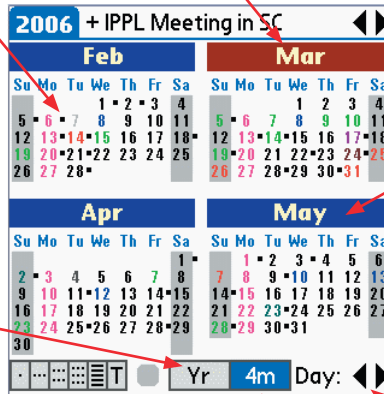 2006 + IPPL Meeting in SC
Feb
Su Mo Tu We Th Fr Sa
1 2 3 4
5 6 7 8 9 10 11
12 13 14 15 16 17 18
19 20 21 22 23 24 25
26 27 28
Mar
Su Mo Tu We Th Fr Sa
1 2 3 4
5 6 7 8 9 10 11
12 13 14 15 16 17 18
19 20 21 22 23 24 25
26 27 28 29 30 31
Apr
Su Mo Tu We Th Fr Sa
1
2 3 4 5 6 7 8
9 10 11 12 13 14 15
16 17 18 19 20 21 22
23 24 25 26 27 28 29
30
May
Su Mo Tu We Th Fr Sa
1 2 3 4 5 6
7 8 9 10 11 12 13
14 15 16 17 18 19 20
21 22 23 24 25 26 27
28 29 30 31
T Yr 4m Day: